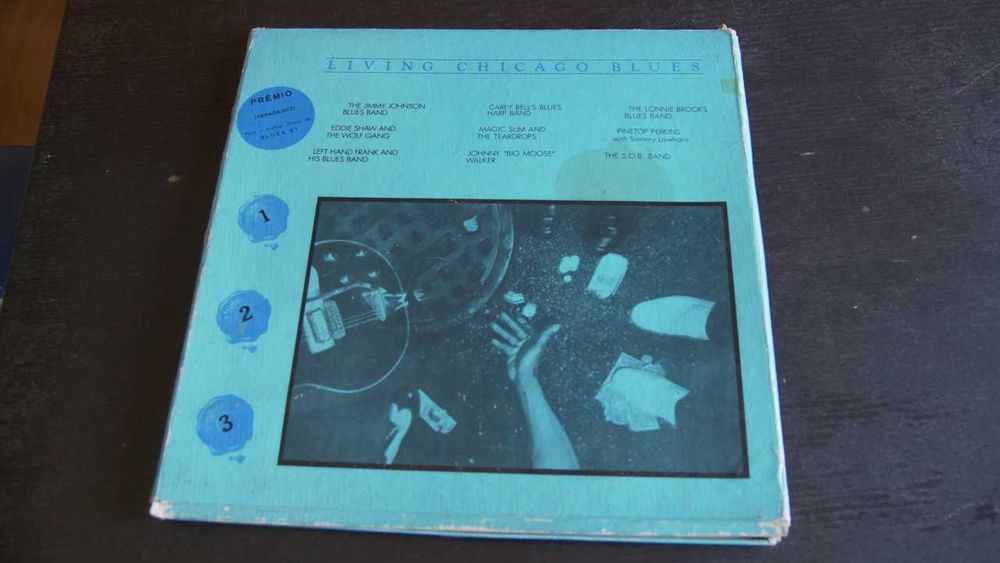 LIVING CHICAGO BLUES
PRÉMIO
THE JIMMY JOHNSON
BLUES BAND
CAREY BELL'S BLUES
HARP BAND
THE LONNIE BROOKS
BLUES BAND
EDDIE SHAW AND
THE WOLF GANG
MAGIC SLIM AND
THE TEARDROPS
PINETOP PERKINS
with Sammy Lawhorn
LEFT HAND FRANK AND
HIS BLUES BAND
JOHNNY "BIG MOOSE"
WALKER
THE S.O.B. BAND
1
2
3